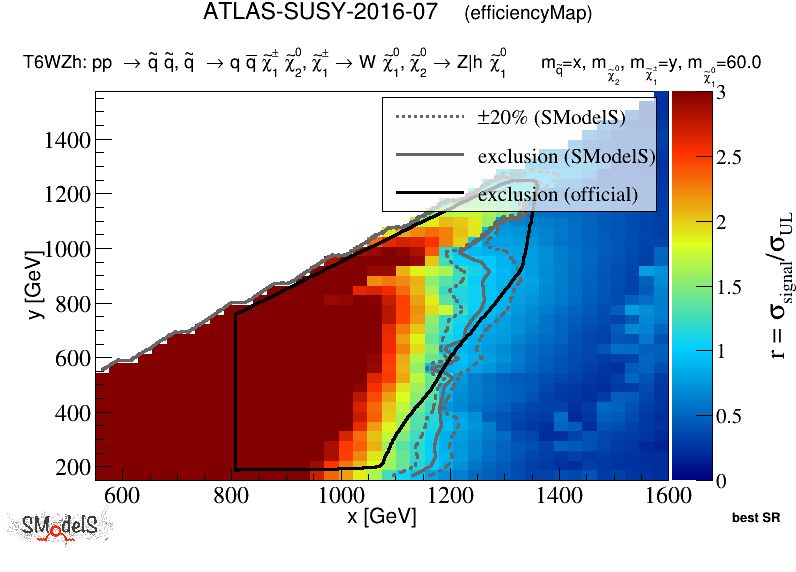 ATLAS-SUSY-2016-07 (efficiencyMap)
T6WZh: pp → q̃ q̃, q̃ → q q̅ χ̃₁^± χ̃₂⁰, χ̃₁^± → W χ̃₁⁰, χ̃₂⁰ → Z|h χ̃₁⁰ m_q̃=x, m_χ̃₂⁰, m_χ̃₁^±=y, m_χ̃₁⁰=60.0
±20% (SModelS)
exclusion (SModelS)
exclusion (official)
1400
1200
1000
800
600
400
200
y [GeV]
600 800 1000 1200 1400 1600
x [GeV]
3
2.5
2
1.5
1
0.5
0
r = σ_signal/σ_UL
SModelS
best SR